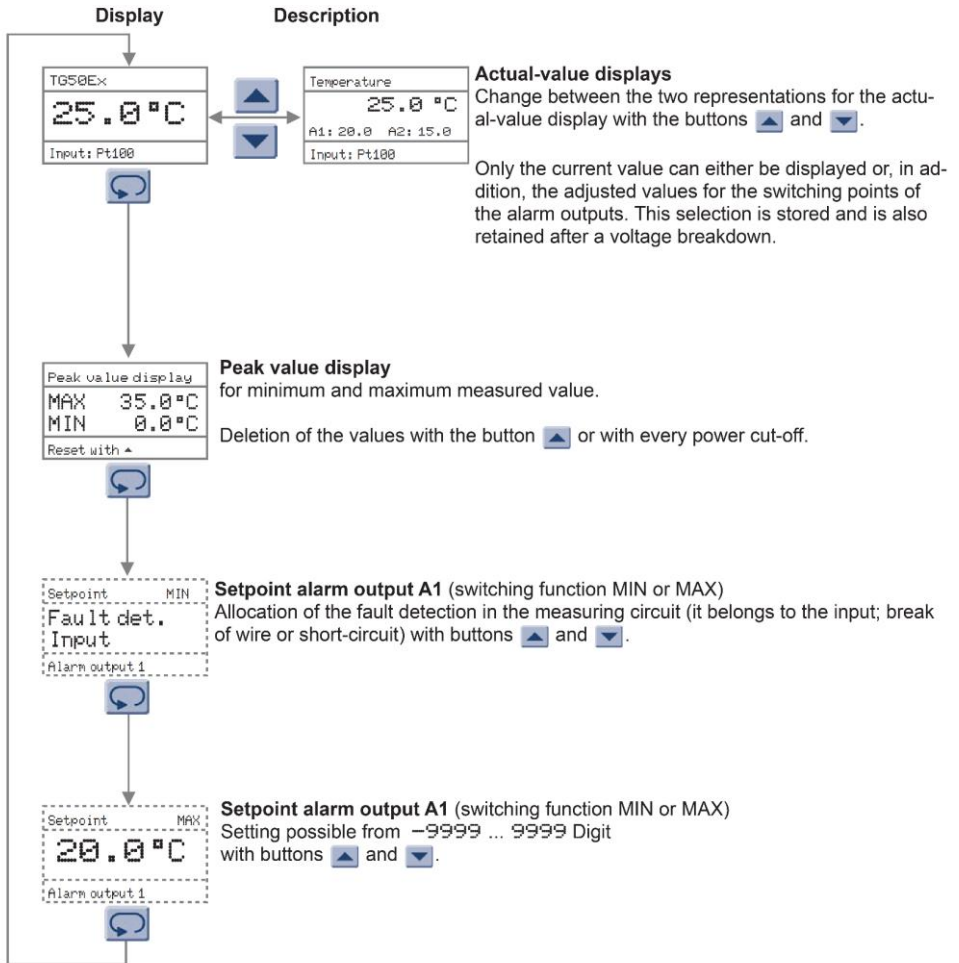 Display Description
TG50Ex
25.0°C
Input: Pt100
Temperature
25.0 °C
A1: 20.0 A2: 15.0
Input: Pt100
Actual-value displays
Change between the two representations for the actu-
al-value display with the buttons ▲ and ▼.
Only the current value can either be displayed or, in ad-
dition, the adjusted values for the switching points of
the alarm outputs. This selection is stored and is also
retained after a voltage breakdown.
Peak value display
MAX 35.0°C
MIN 0.0°C
Reset with ▲
Peak value display
for minimum and maximum measured value.
Deletion of the values with the button ▲ or with every power cut-off.
Setpoint MIN
Fault det.
Input
Alarm output 1
Setpoint alarm output A1 (switching function MIN or MAX)
Allocation of the fault detection in the measuring circuit (it belongs to the input; break
of wire or short-circuit) with buttons ▲ and ▼.
Setpoint MAX
20.0°C
Alarm output 1
Setpoint alarm output A1 (switching function MIN or MAX)
Setting possible from -9999 ... 9999 Digit
with buttons ▲ and ▼.